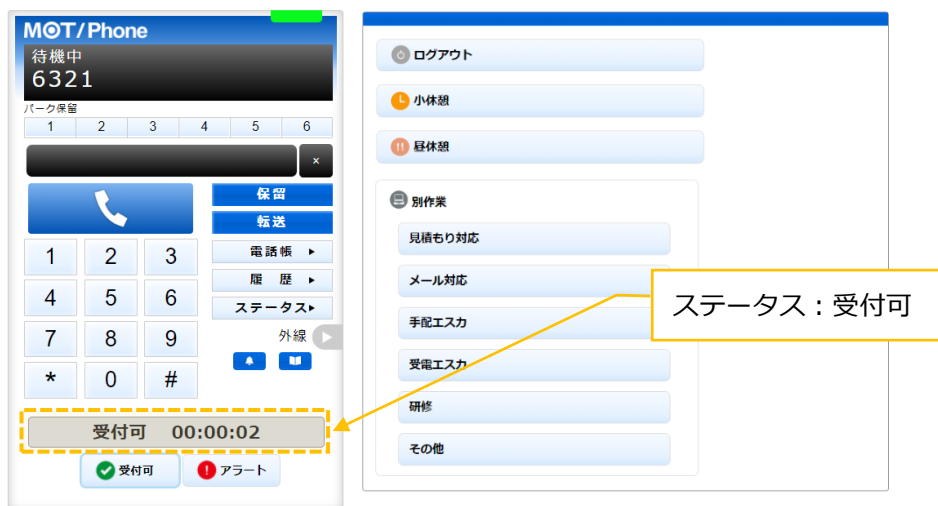 MOT/Phone
待機中
6321
パーク保留
1 2 3 4 5 6
×
保留
転送
1 2 3
電話帳
履 歴
4 5 6
ステータス
7 8 9
外線
* 0 #
受付可 00:00:02
受付可
アラート
ログアウト
小休憩
昼休憩
別作業
見積もり対応
メール対応
手配エスカ
受電エスカ
研修
その他
ステータス：受付可